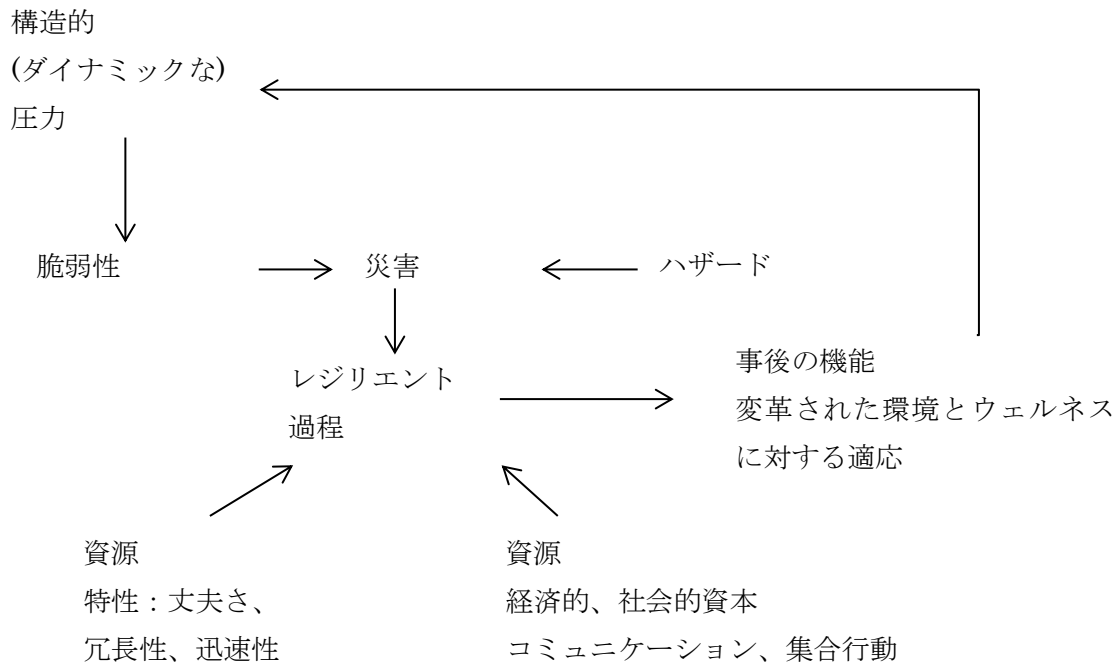 構造的
(ダイナミックな)
圧力
脆弱性
災害
ハザード
レジリエント
過程
事後の機能
変革された環境とウェルネス
に対する適応
資源
特性：丈夫さ、
冗長性、迅速性
資源
経済的、社会的資本
コミュニケーション、集合行動